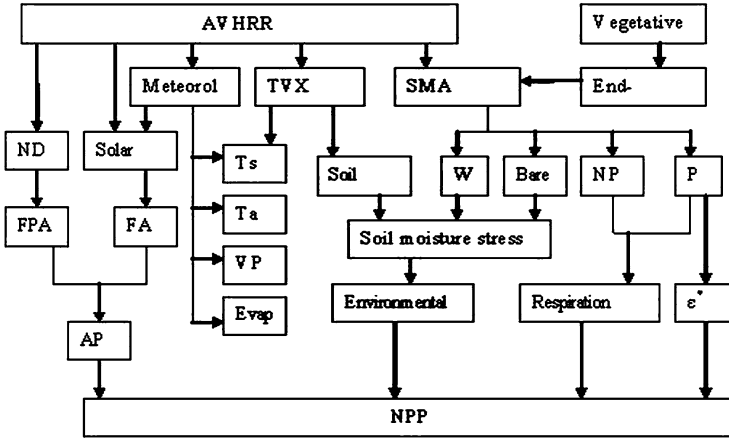 AVHRR
Vegetative
Meteorol
TVX
SMA
End-
ND
Solar
Ts
Soil
W
Bare
NP
P
FPA
FA
Ta
Soil moisture stress
VP
Evap
Environmental
Respiration
ε*
AP
NPP